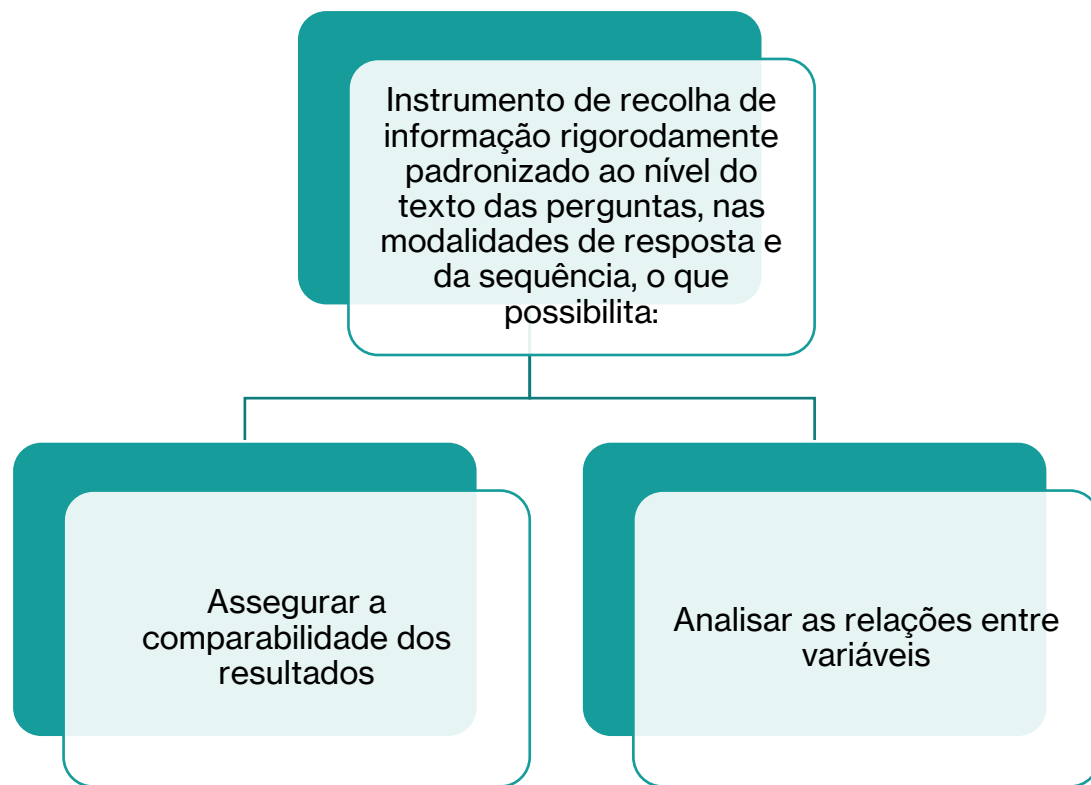 Instrumento de recolha de
informação rigorodamente
padronizado ao nível do
texto das perguntas, nas
modalidades de resposta e
da sequência, o que
possibilita:
Assegurar a
comparabilidade dos
resultados
Analisar as relações entre
variáveis